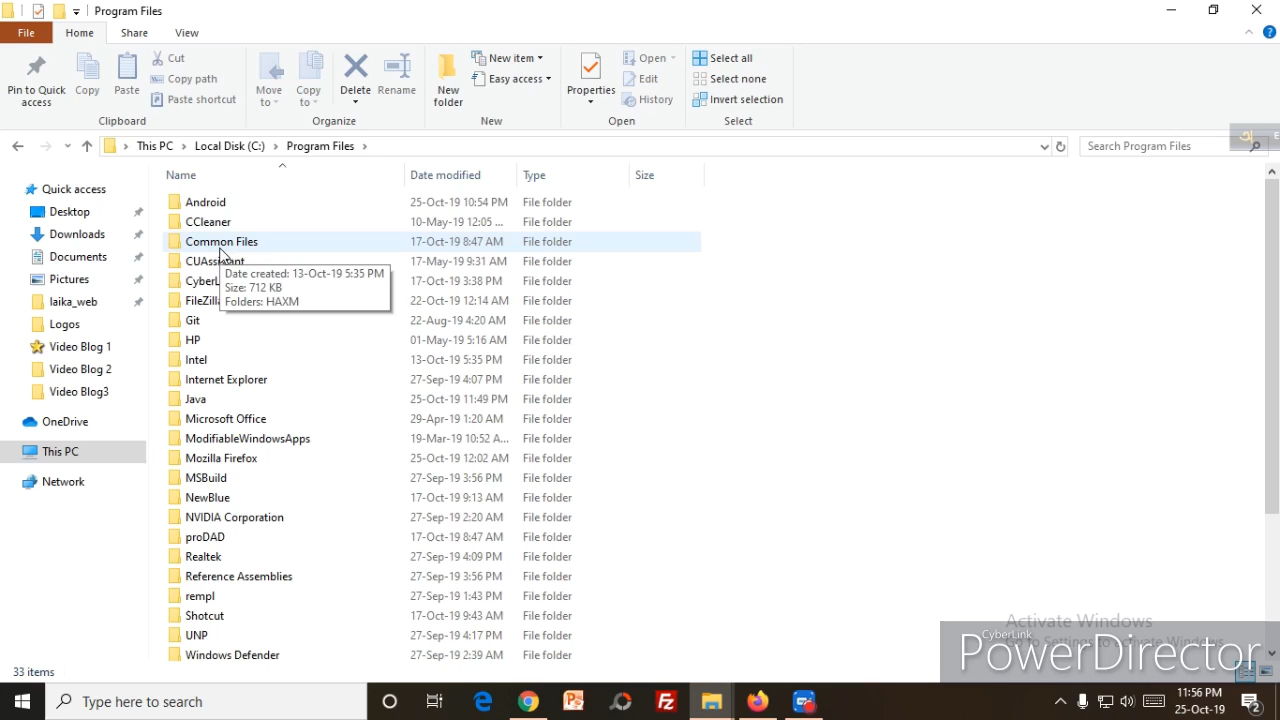 Program Files
File Home Share View
Pin to Quick access
Copy
Paste
Cut
Copy path
Paste shortcut
Clipboard
Move to
Copy to
Delete
Rename
Organize
New folder
New item
Easy access
New
Properties
Open
Edit
History
Open
Select all
Select none
Invert selection
Select
This PC Local Disk (C:) Program Files
Search Program Files
Name Date modified Type Size
Quick access
Desktop
Downloads
Documents
Pictures
laika_web
Logos
Video Blog 1
Video Blog 2
Video Blog3
OneDrive
This PC
Network
Android 25-Oct-19 10:54 PM File folder
CCleaner 10-May-19 12:05 ... File folder
Common Files 17-Oct-19 8:47 AM File folder
CUAssistant 17-May-19 9:31 AM File folder
CyberL 17-Oct-19 3:38 PM File folder
FileZilla 22-Oct-19 12:14 AM File folder
Git 22-Aug-19 4:20 AM File folder
HP 01-May-19 5:16 AM File folder
Intel 13-Oct-19 5:35 PM File folder
Internet Explorer 27-Sep-19 4:07 PM File folder
Java 25-Oct-19 11:49 PM File folder
Microsoft Office 29-Apr-19 1:20 AM File folder
ModifiableWindowsApps 19-Mar-19 10:52 A... File folder
Mozilla Firefox 25-Oct-19 12:02 AM File folder
MSBuild 27-Sep-19 3:56 PM File folder
NewBlue 17-Oct-19 9:13 AM File folder
NVIDIA Corporation 27-Sep-19 2:20 AM File folder
proDAD 17-Oct-19 8:47 AM File folder
Realtek 27-Sep-19 4:09 PM File folder
Reference Assemblies 27-Sep-19 3:56 PM File folder
rempl 27-Sep-19 1:43 PM File folder
Shotcut 17-Oct-19 9:43 AM File folder
UNP 27-Sep-19 4:17 PM File folder
Windows Defender 27-Sep-19 2:39 AM File folder
Date created: 13-Oct-19 5:35 PM
Size: 712 KB
Folders: HAXM
Activate Windows
Go to Settings to activate Windows.
CyberLink
PowerDirector
33 items
Type here to search
11:56 PM
25-Oct-19
2